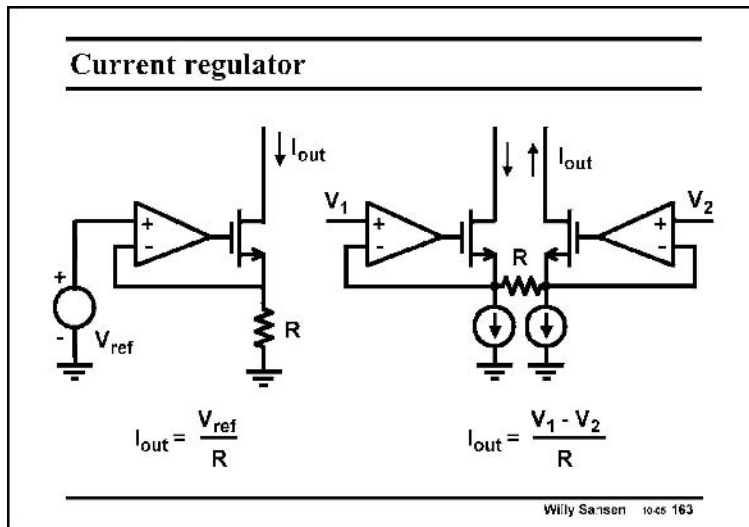 Current regulator
I_out
+
-
+
-
V_ref
R
I_out = V_ref / R
I_out
V_1
+
-
R
+
-
V_2
I_out = V_1 - V_2 / R
Willy Sansen 10-05 163